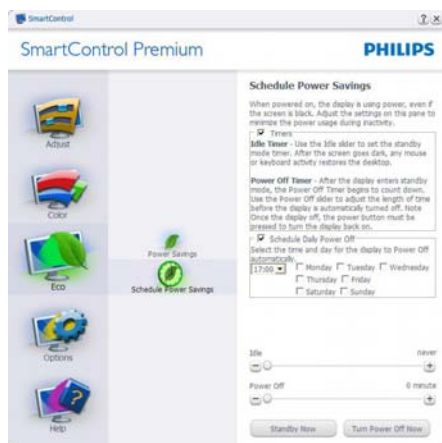 SmartControl
SmartControl Premium
PHILIPS
Adjust
Color
Eco
Options
Help
Power Savings
Schedule Power Savings
Schedule Power Savings
When powered on, the display is using power, even if
the screen is black. Adjust the settings on this pane to
minimize the power usage during inactivity.
Timers
Idle Timer - Use the Idle slider to set the standby
mode timer. After the screen goes dark, any mouse
or keyboard activity restores the desktop.
Power Off Timer - After the display enters standby
mode, the Power Off Timer begins to count down.
Use the Power Off slider to adjust the length of time
before the display is automatically turned off. Note
Once the display off, the power button must be
pressed to turn the display back on.
Schedule Daily Power Off
Select the time and day for the display to Power Off
automatically.
17:00 Monday Tuesday Wednesday
Thursday Friday
Saturday Sunday
Idle never
Power Off 0 minute
Standby Now Turn Power Off Now